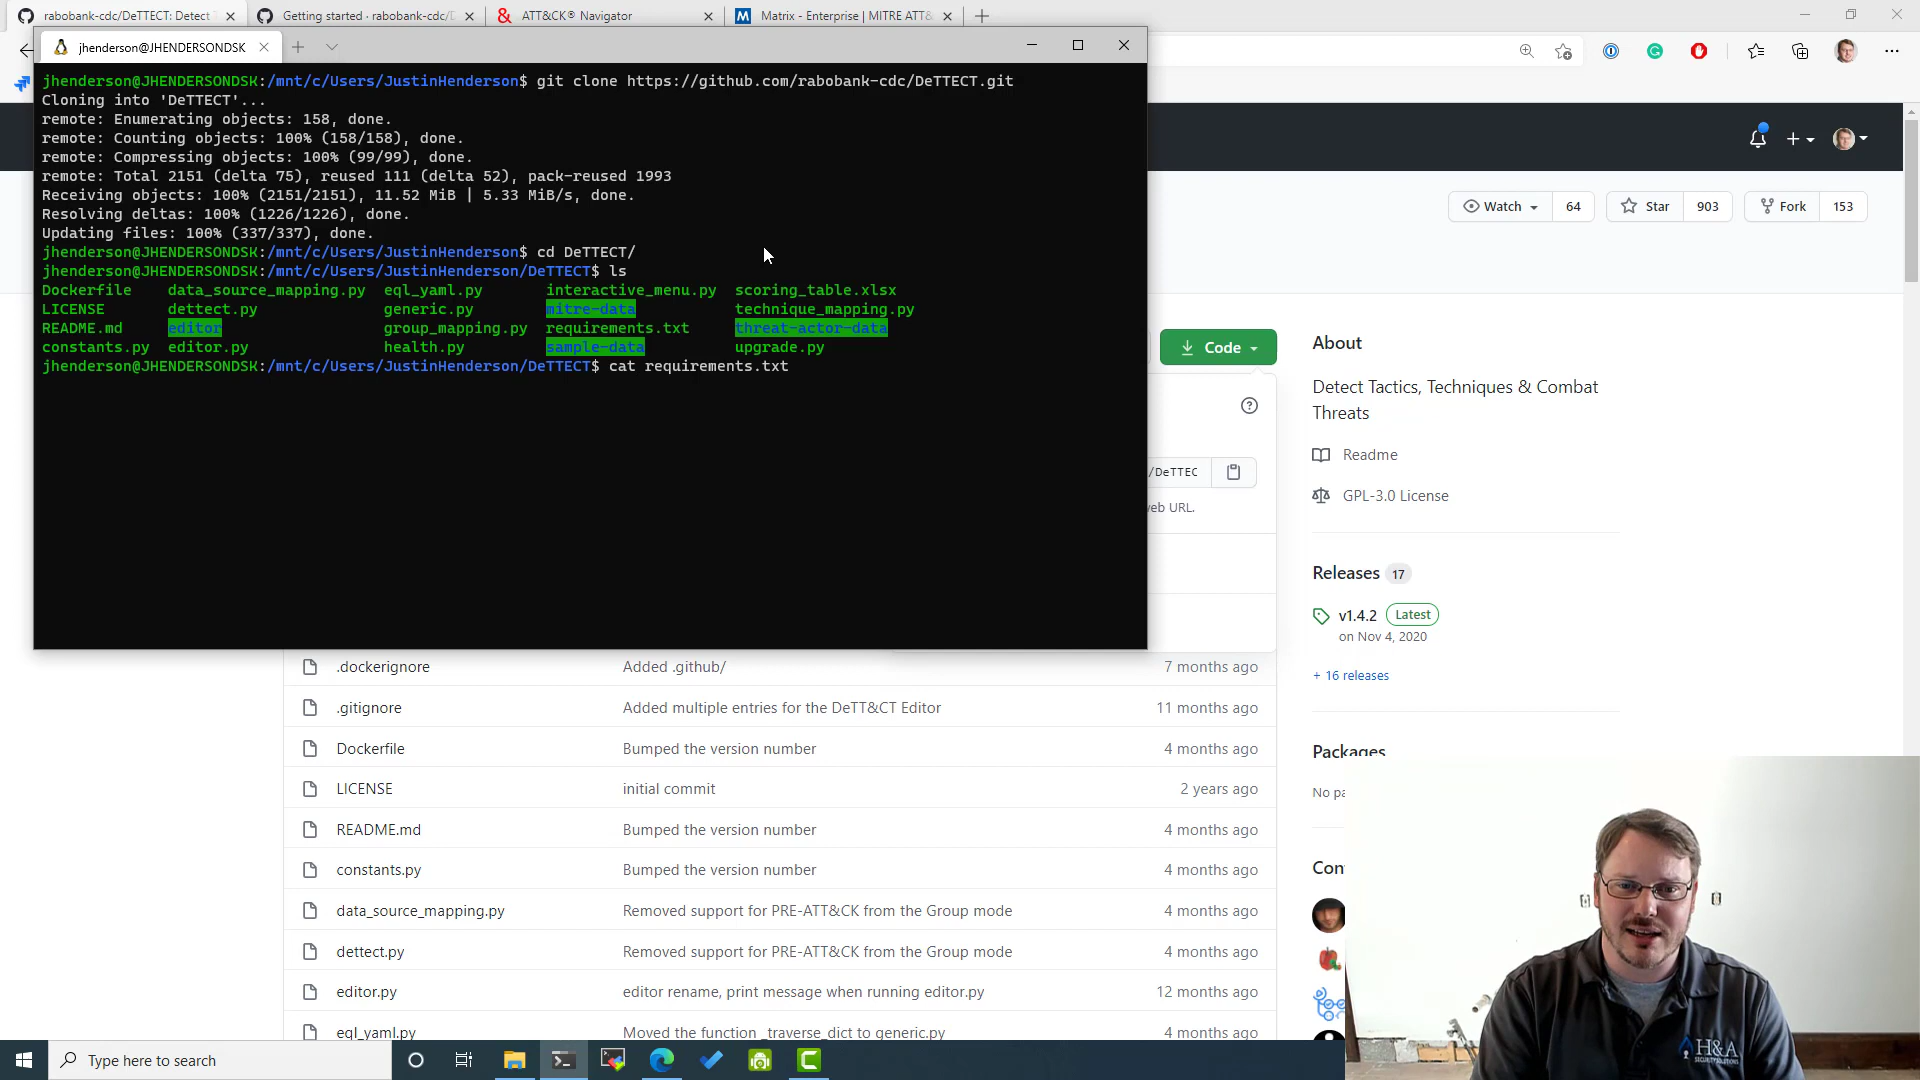 rabobank-cdc/DeTTECT: Detect T
Getting started · rabobank-cdc/D
ATT&CK® Navigator
Matrix - Enterprise | MITRE ATT&
jhenderson@JHENDERSONDSK
jhenderson@JHENDERSONDSK:/mnt/c/Users/JustinHenderson$ git clone https://github.com/rabobank-cdc/DeTTECT.git
Cloning into 'DeTTECT'...
remote: Enumerating objects: 158, done.
remote: Counting objects: 100% (158/158), done.
remote: Compressing objects: 100% (99/99), done.
remote: Total 2151 (delta 75), reused 111 (delta 52), pack-reused 1993
Receiving objects: 100% (2151/2151), 11.52 MiB | 5.33 MiB/s, done.
Resolving deltas: 100% (1226/1226), done.
Updating files: 100% (337/337), done.
jhenderson@JHENDERSONDSK:/mnt/c/Users/JustinHenderson$ cd DeTTECT/
jhenderson@JHENDERSONDSK:/mnt/c/Users/JustinHenderson/DeTTECT$ ls
Dockerfile data_source_mapping.py eql_yaml.py interactive_menu.py scoring_table.xlsx
LICENSE dettect.py generic.py mitre-data technique_mapping.py
README.md editor group_mapping.py requirements.txt threat-actor-data
constants.py editor.py health.py sample-data upgrade.py
jhenderson@JHENDERSONDSK:/mnt/c/Users/JustinHenderson/DeTTECT$ cat requirements.txt
Watch 64
Star 903
Fork 153
Code
/DeTTEC
web URL.
About
Detect Tactics, Techniques & Combat
Threats
Readme
GPL-3.0 License
Releases 17
v1.4.2 Latest
on Nov 4, 2020
+ 16 releases
Packages
No pa
Con
.dockerignore Added .github/ 7 months ago
.gitignore Added multiple entries for the DeTT&CT Editor 11 months ago
Dockerfile Bumped the version number 4 months ago
LICENSE initial commit 2 years ago
README.md Bumped the version number 4 months ago
constants.py Bumped the version number 4 months ago
data_source_mapping.py Removed support for PRE-ATT&CK from the Group mode 4 months ago
dettect.py Removed support for PRE-ATT&CK from the Group mode 4 months ago
editor.py editor rename, print message when running editor.py 12 months ago
eql_yaml.py Moved the function _traverse_dict to generic.py 4 months ago
H&A
SECURITY SOLUTIONS
Type here to search